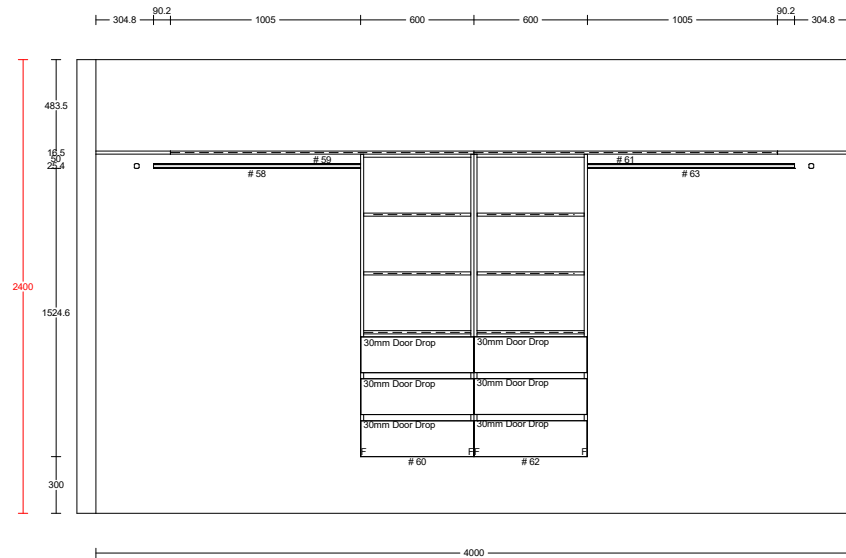 90.2 90.2
304.8 1005 600 600 1005 304.8
483.5
16.5
50
25.4
# 59 # 61
# 58 # 63
2400
1524.6
30mm Door Drop 30mm Door Drop
30mm Door Drop 30mm Door Drop
30mm Door Drop 30mm Door Drop
F FF F
# 60 # 62
300
4000